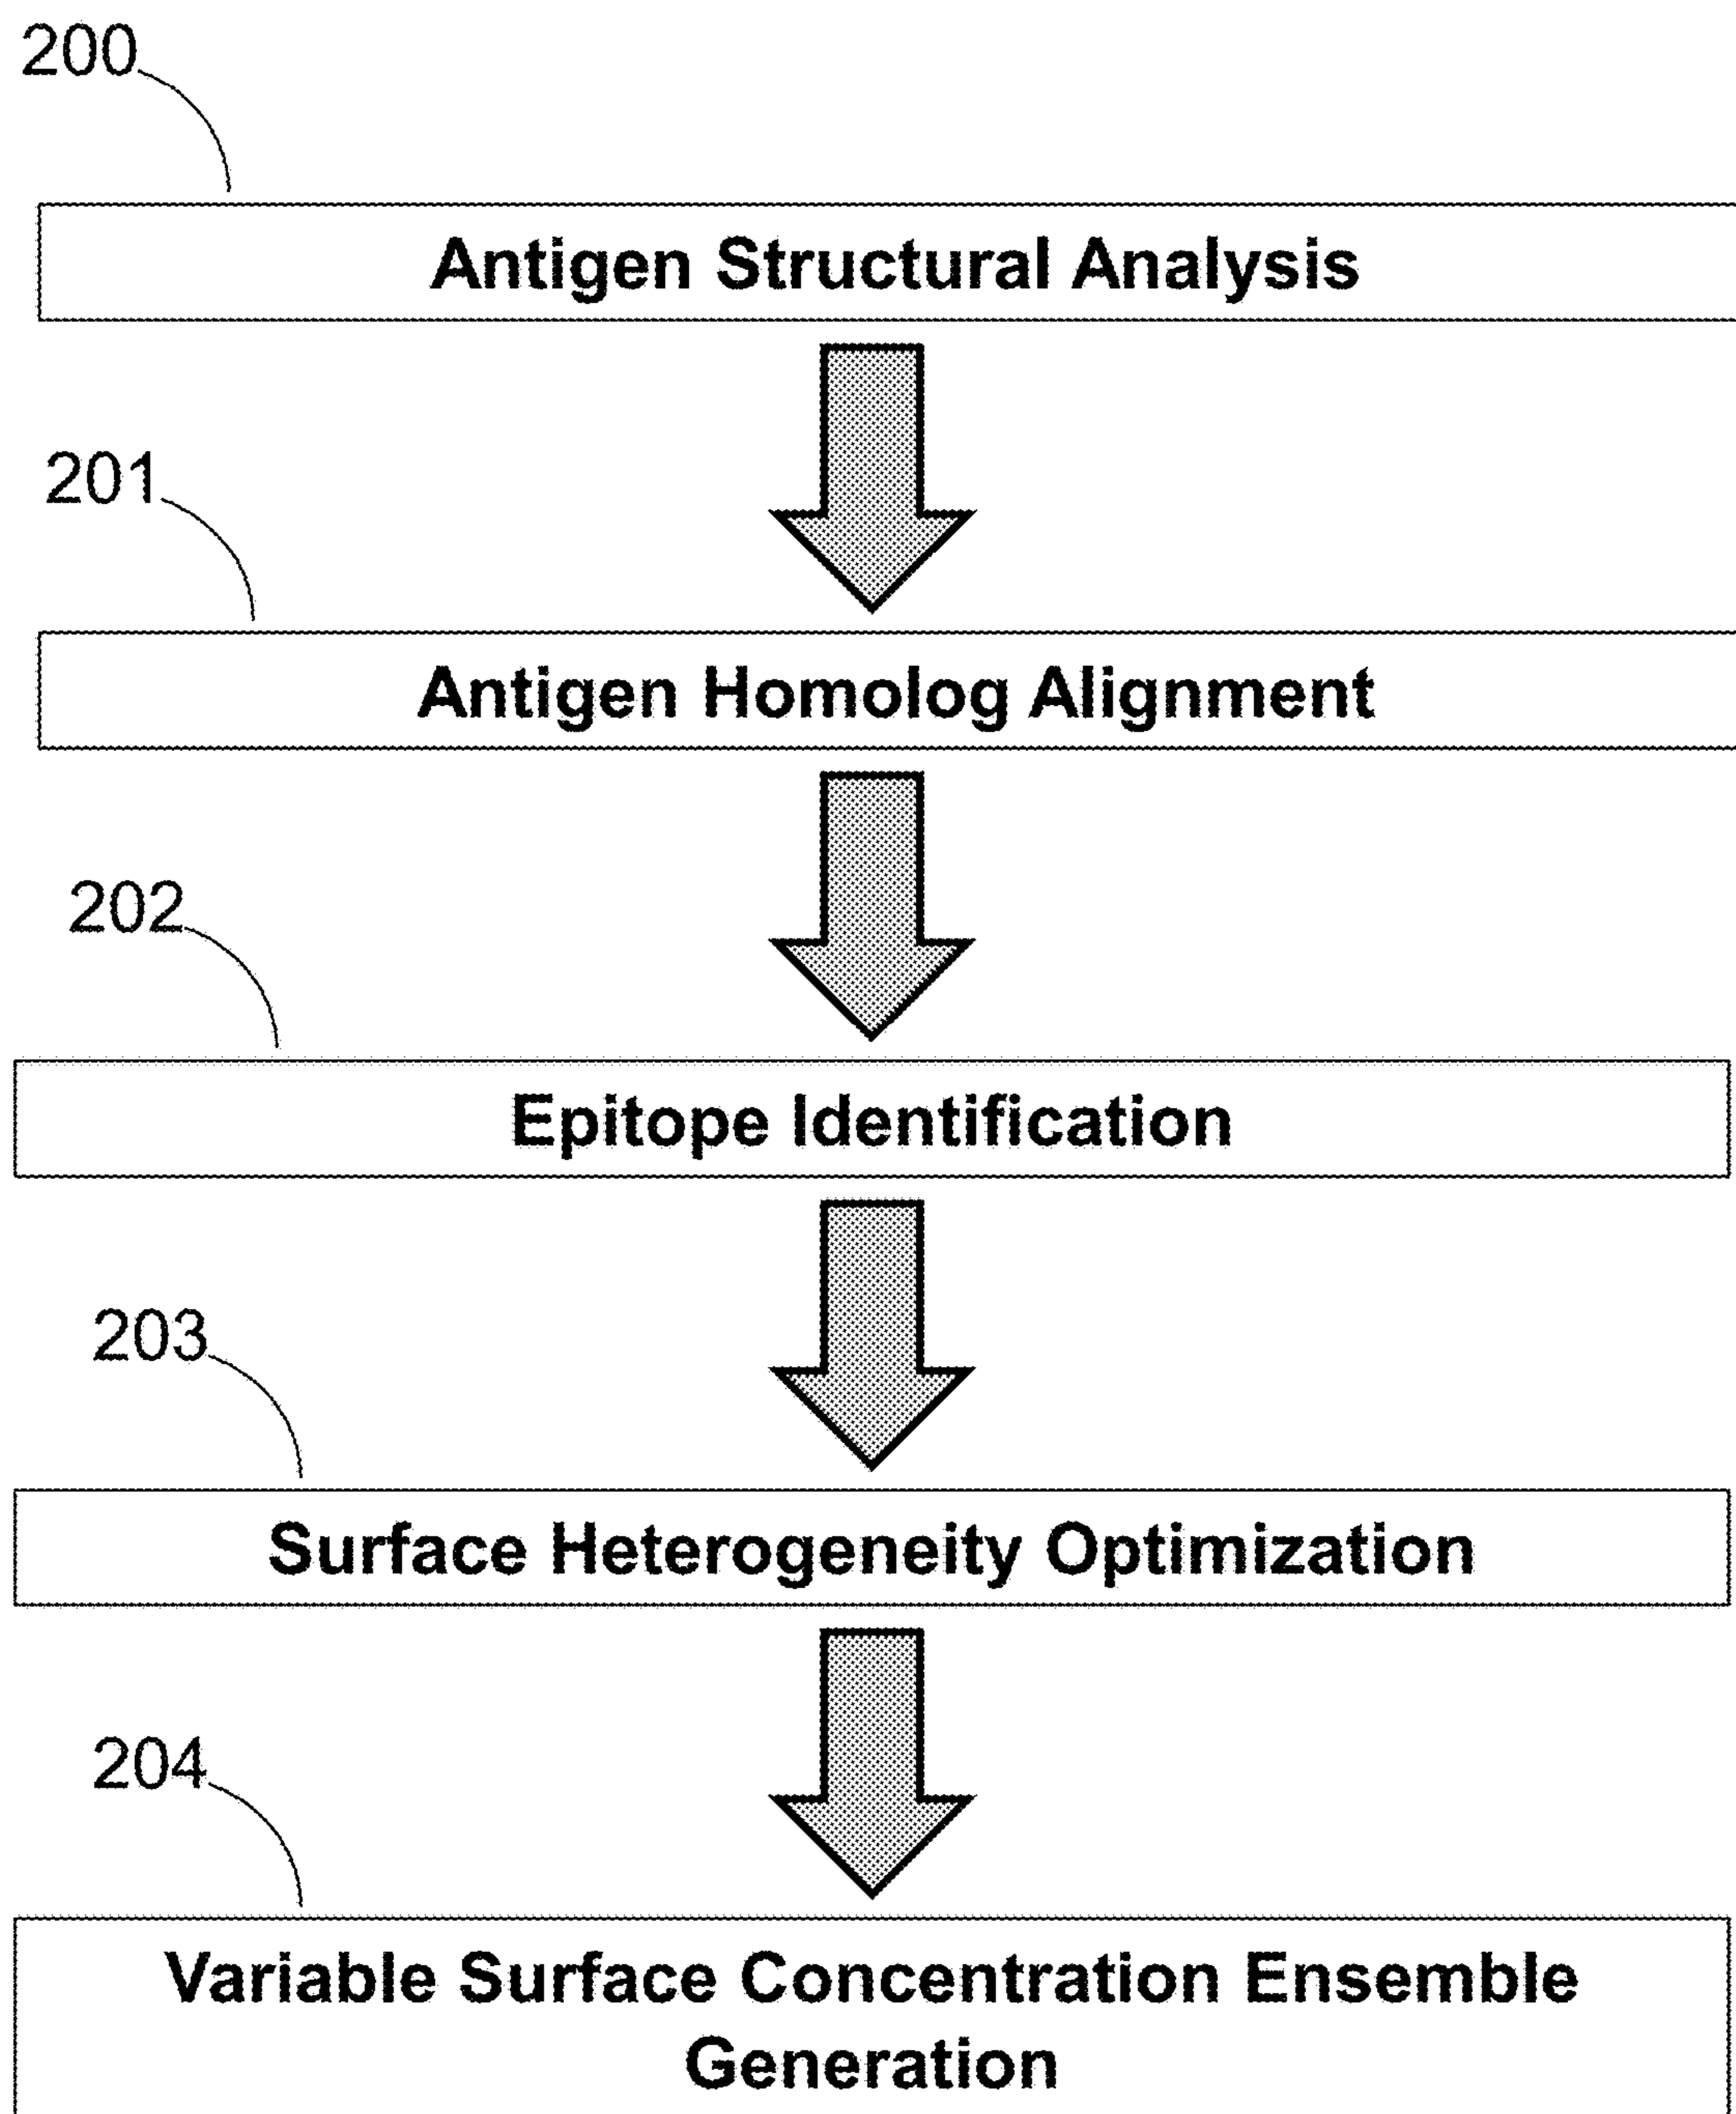 200
Antigen Structural Analysis
201
Antigen Homolog Alignment
202
Epitope Identification
203
Surface Heterogeneity Optimization
204
Variable Surface Concentration Ensemble
Generation